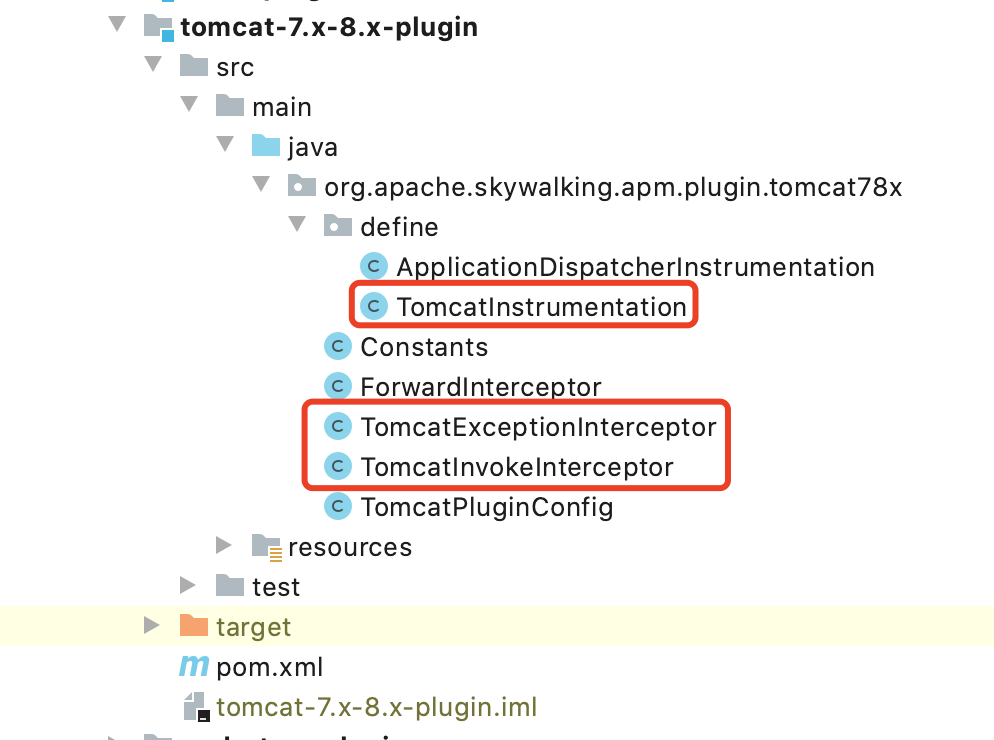 tomcat-7.x-8.x-plugin
src
main
java
org.apache.skywalking.apm.plugin.tomcat78x
define
C ApplicationDispatcherInstrumentation
C TomcatInstrumentation
C Constants
C ForwardInterceptor
C TomcatExceptionInterceptor
C TomcatInvokeInterceptor
C TomcatPluginConfig
resources
test
target
m pom.xml
tomcat-7.x-8.x-plugin.iml